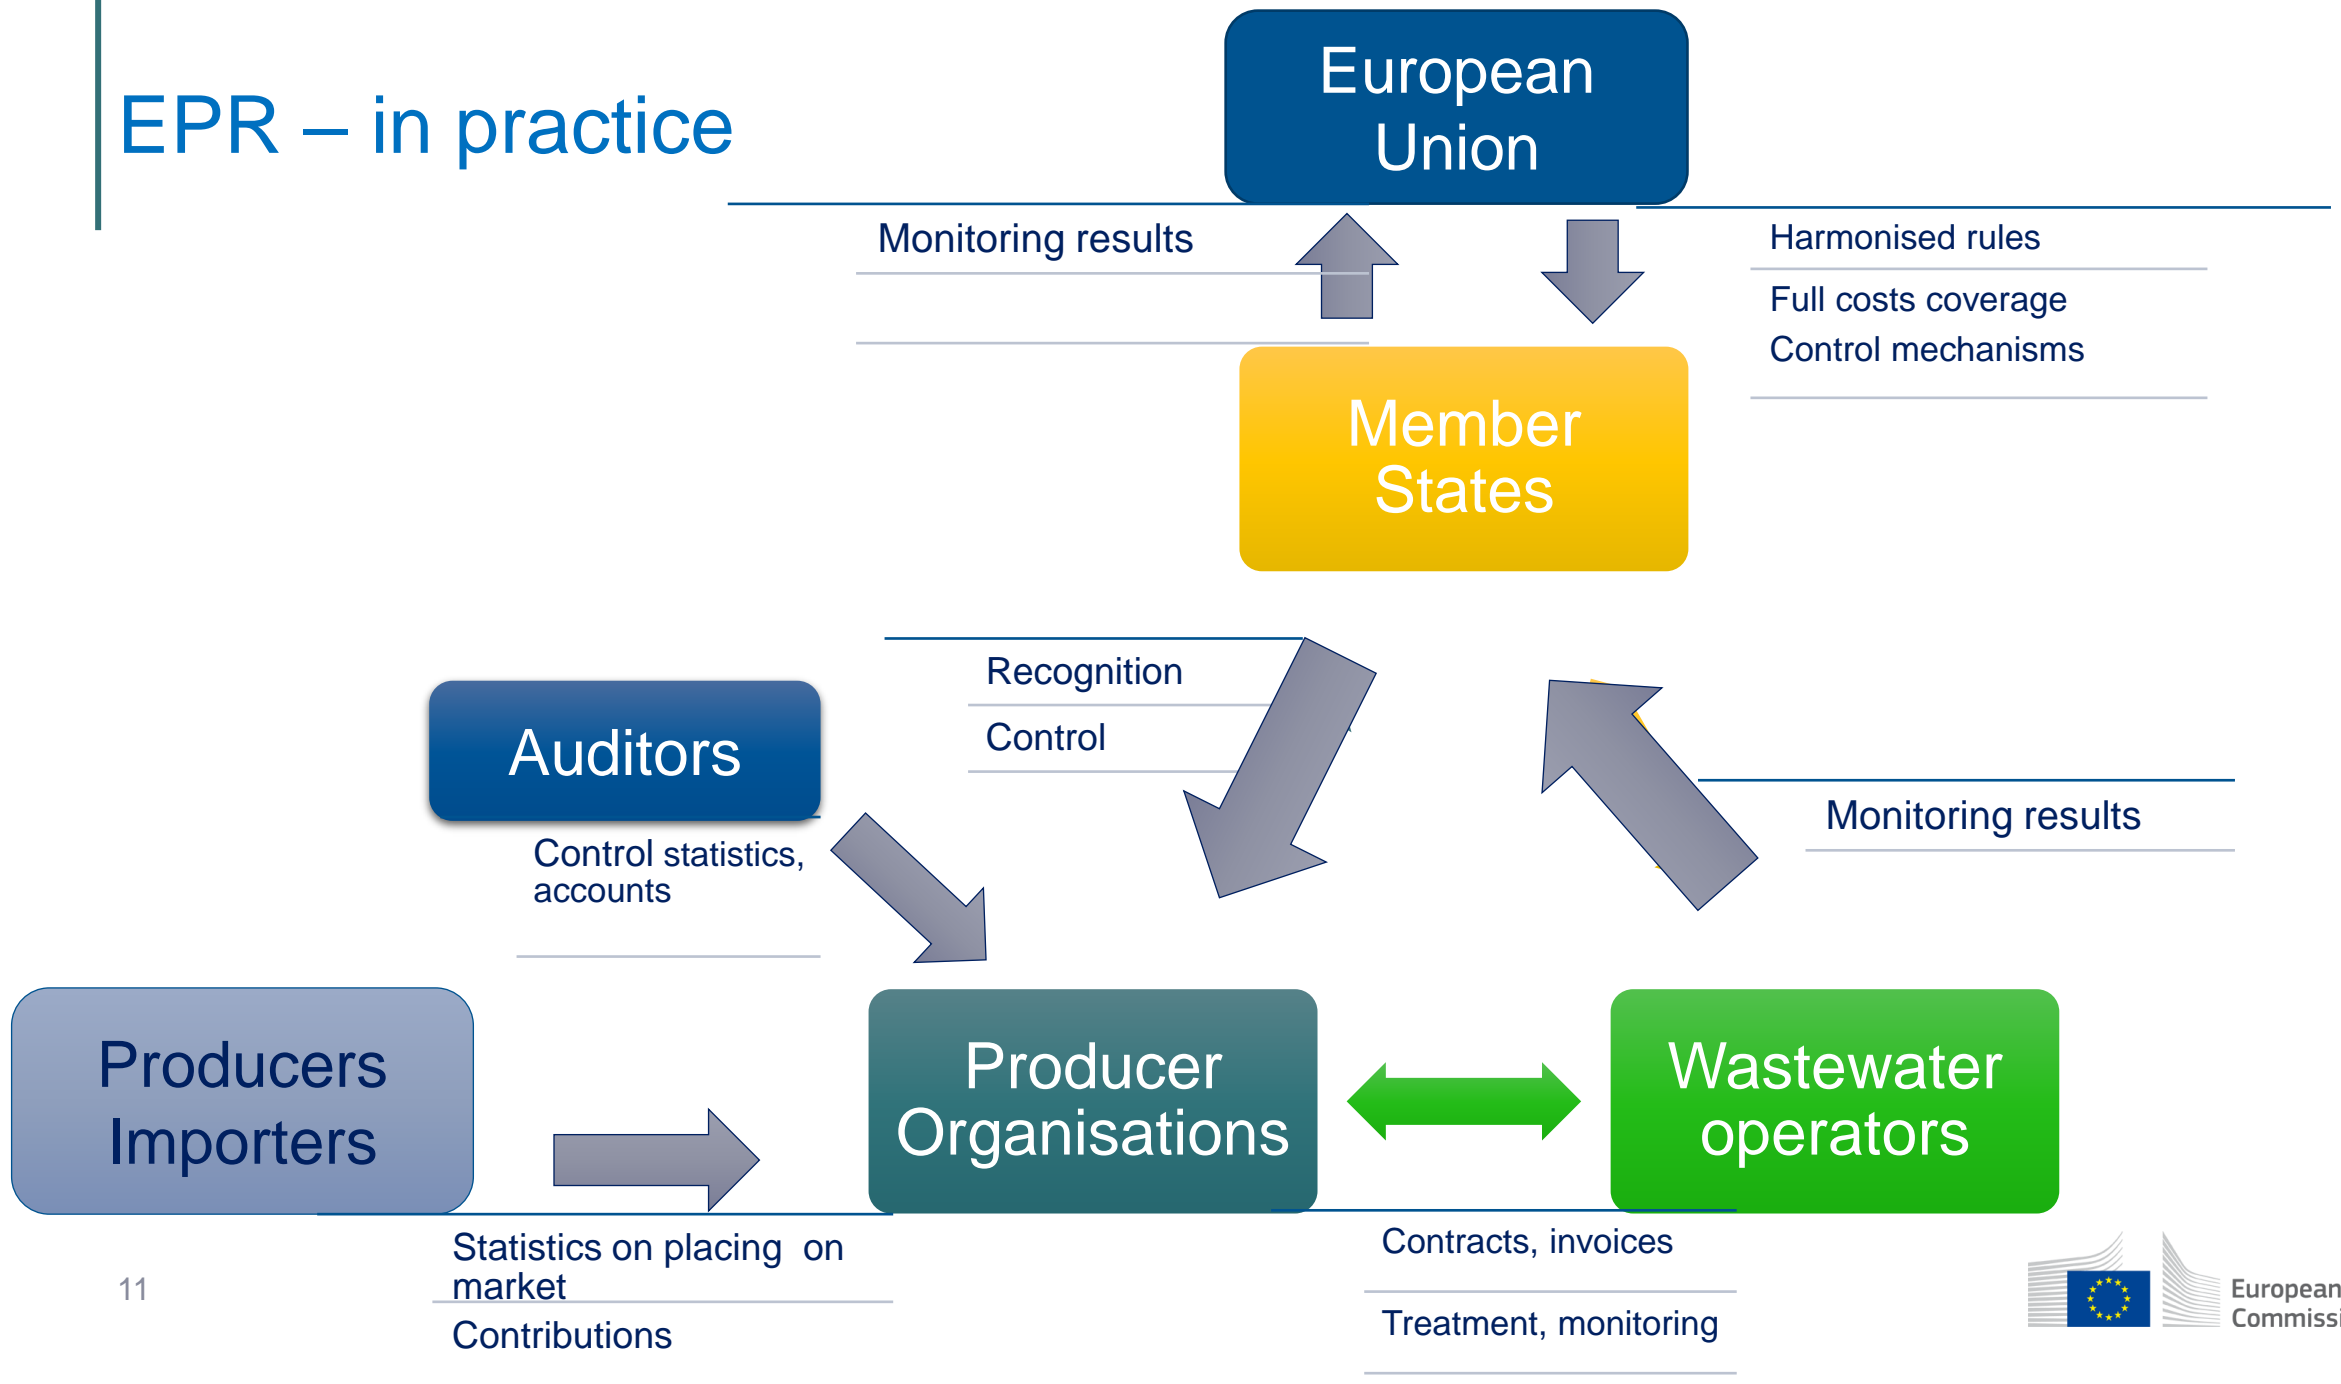 EPR – in practice
European
Union
Monitoring results
Harmonised rules
Full costs coverage
Control mechanisms
Member
States
Recognition
Control
Auditors
Control statistics,
accounts
Monitoring results
Producers
Importers
Producer
Organisations
Wastewater
operators
Statistics on placing on
market
Contributions
Contracts, invoices
Treatment, monitoring
11
European
Commissi